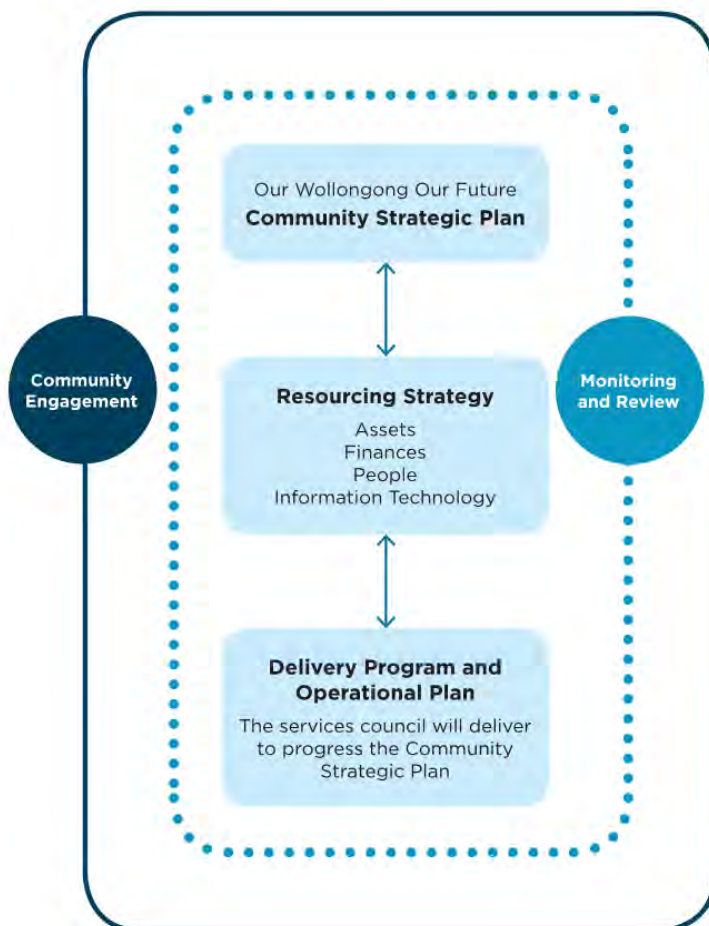 Our Wollongong Our Future
Community Strategic Plan
Community
Engagement
Resourcing Strategy
Assets
Finances
People
Information Technology
Monitoring
and Review
Delivery Program and
Operational Plan
The services council will deliver
to progress the Community
Strategic Plan